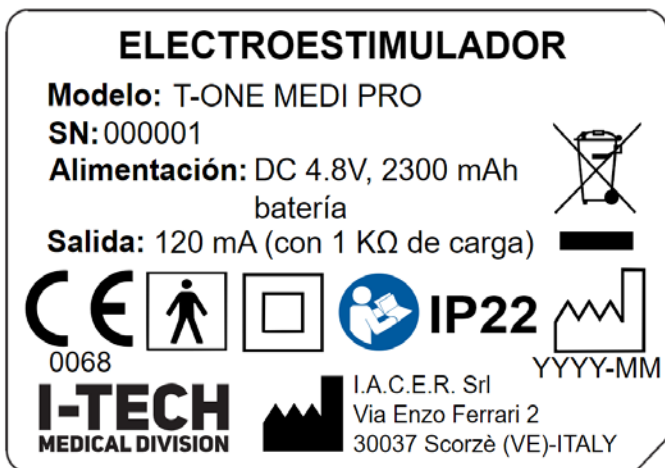 ELECTROESTIMULADOR
Modelo: T-ONE MEDI PRO
SN: 000001
Alimentación: DC 4.8V, 2300 mAh
batería
Salida: 120 mA (con 1 KΩ de carga)
CE
0068
IP22
YYYY-MM
I-TECH
MEDICAL DIVISION
I.A.C.E.R. Srl
Via Enzo Ferrari 2
30037 Scorzè (VE)-ITALY